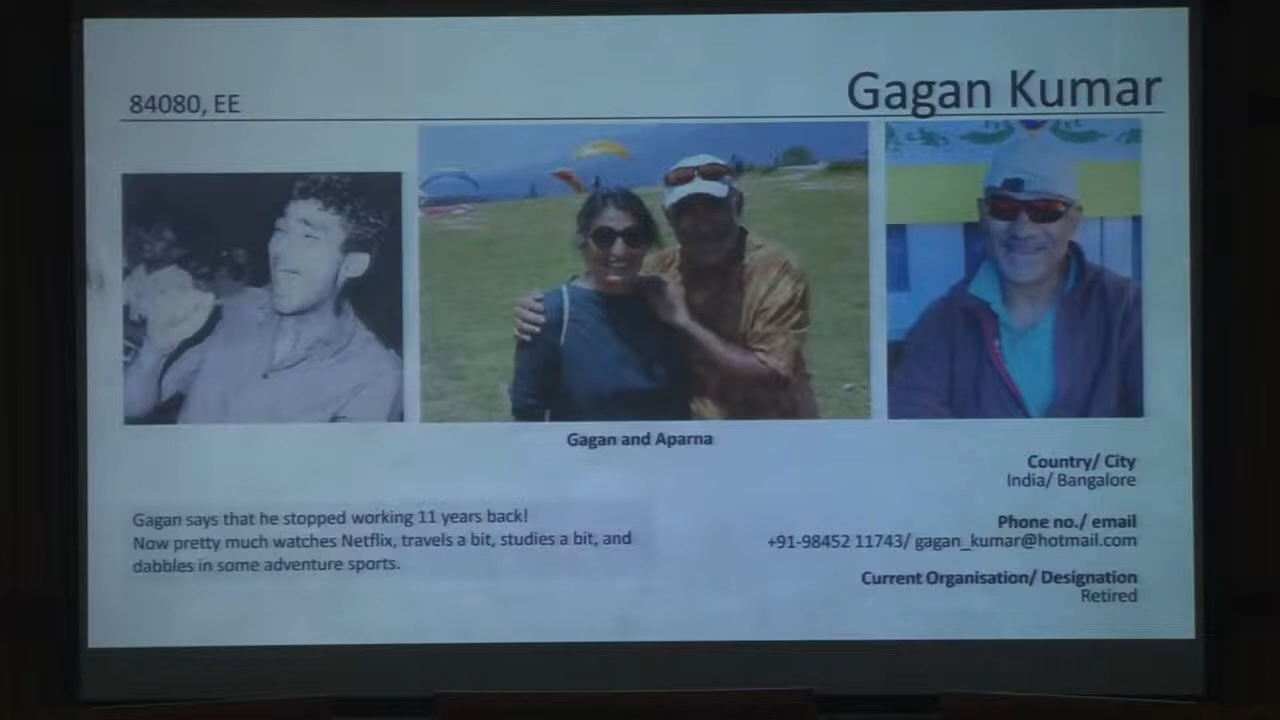 84080, EE
Gagan Kumar
Gagan and Aparna
Country/ City
India/ Bangalore
Gagan says that he stopped working 11 years back!
Now pretty much watches Netflix, travels a bit, studies a bit, and
dabbles in some adventure sports.
Phone no./ email
+91-98452 11743/ gagan_kumar@hotmail.com
Current Organisation/ Designation
Retired